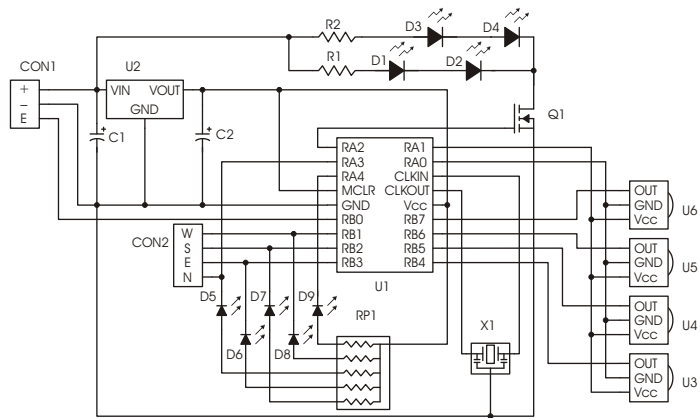 R2
D3
D4
CON1
U2
R1
D1
D2
+
VIN
VOUT
−
GND
E
Q1
+
C1
+
C2
RA2
RA1
RA3
RA0
RA4
CLKIN
MCLR
CLKOUT
GND
Vcc
RB0
RB7
RB1
RB6
RB2
RB5
RB3
RB4
U1
OUT
GND
Vcc
U6
CON2
W
S
E
N
OUT
GND
Vcc
U5
D5
D7
D9
RP1
D6
D8
X1
OUT
GND
Vcc
U4
OUT
GND
Vcc
U3